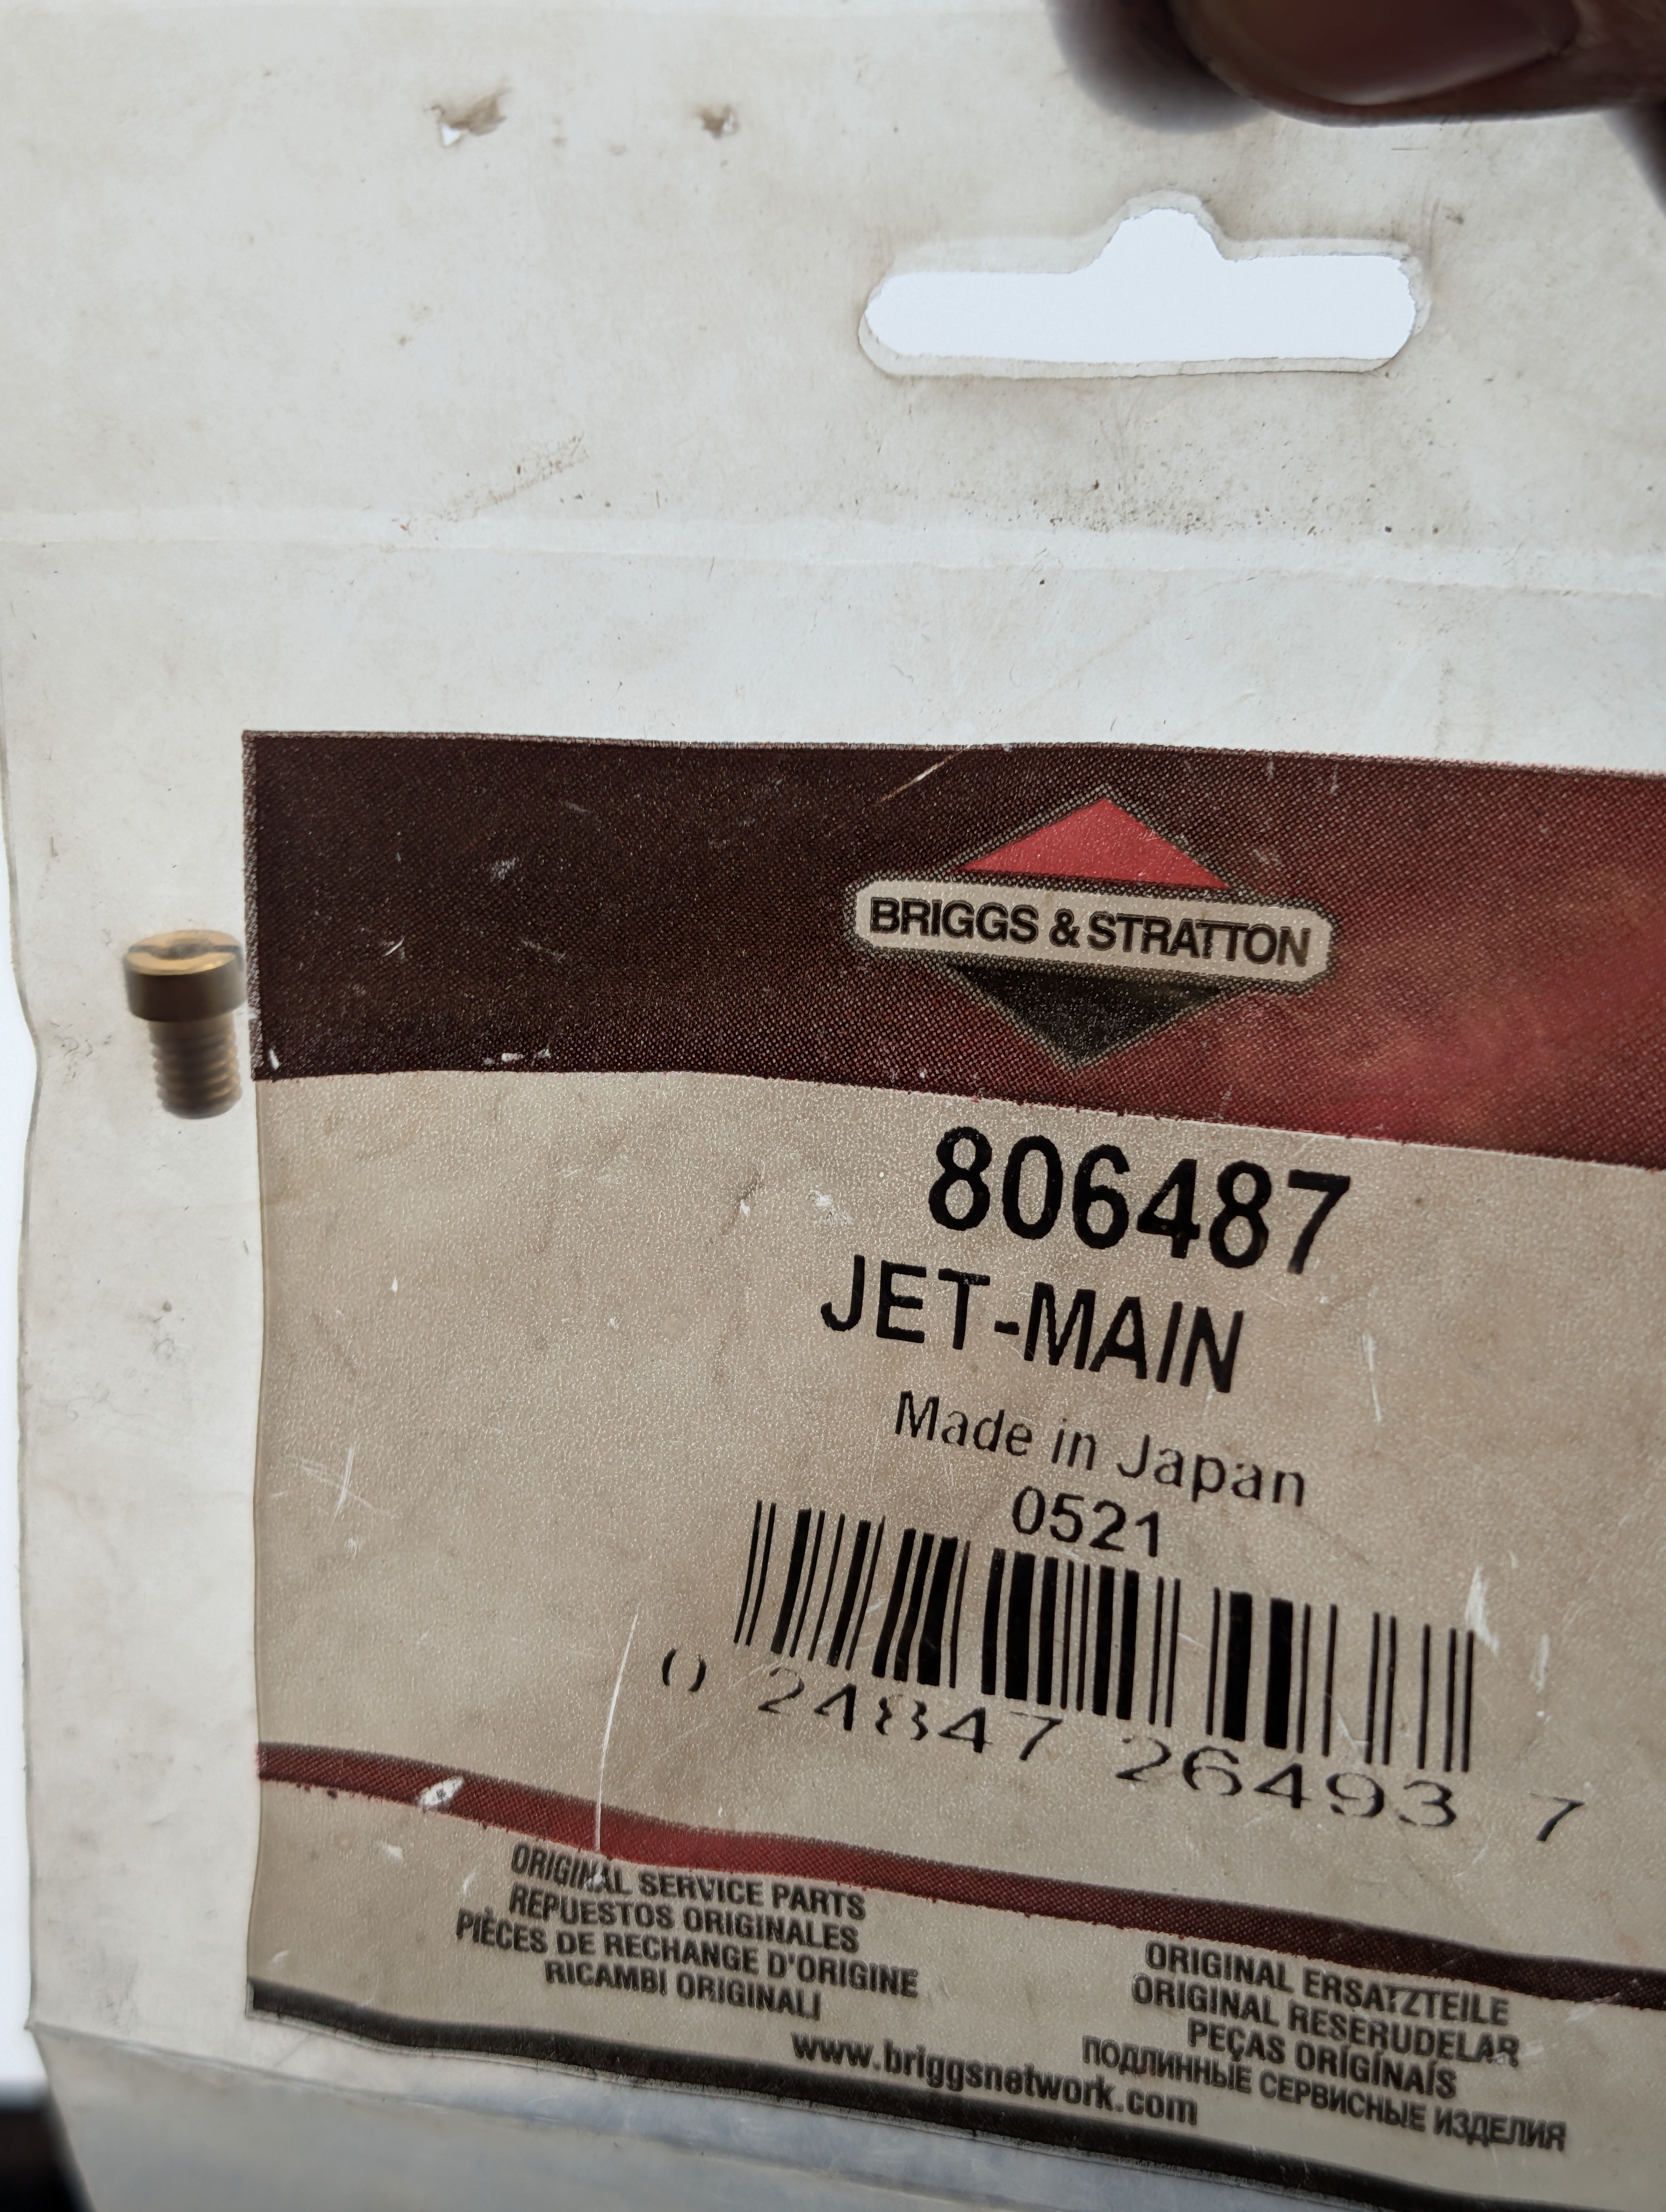 BRIGGS & STRATTON
806487
JET-MAIN
Made in Japan
0521
0 24847 26493 7
ORIGINAL SERVICE PARTS
REPUESTOS ORIGINALES
PIÈCES DE RECHANGE D'ORIGINE
RICAMBI ORIGINALI
ORIGINAL ERSATZTEILE
ORIGINAL RESERUDELAR
PEÇAS ORIGÍNAÍS
ПОДЛИННЫЕ СЕРВИСНЫЕ ИЗДЕЛИЯ
www.briggsnetwork.com